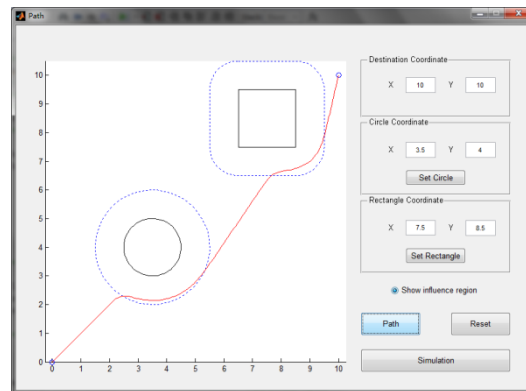 Path
Destination Coordinate
X 10 Y 10
Circle Coordinate
X 3.5 Y 4
Set Circle
Rectangle Coordinate
X 7.5 Y 8.5
Set Rectangle
Show influence region
Path Reset
Simulation
10
9
8
7
6
5
4
3
2
1
0
0 1 2 3 4 5 6 7 8 9 10